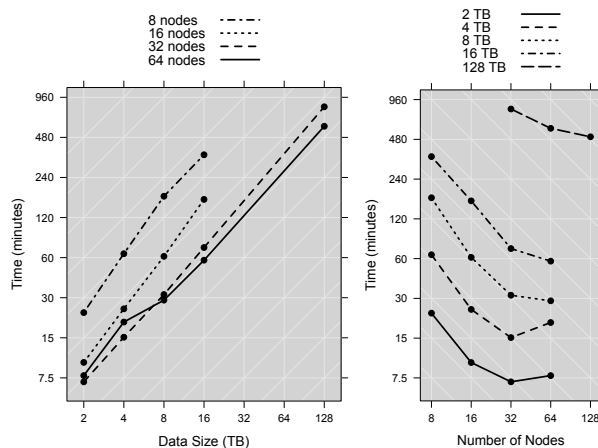 8 nodes
16 nodes
32 nodes
64 nodes
Time (minutes)
960
480
240
120
60
30
15
7.5
2 4 8 16 32 64 128
Data Size (TB)
2 TB
4 TB
8 TB
16 TB
128 TB
Time (minutes)
960
480
240
120
60
30
15
7.5
8 16 32 64 128
Number of Nodes